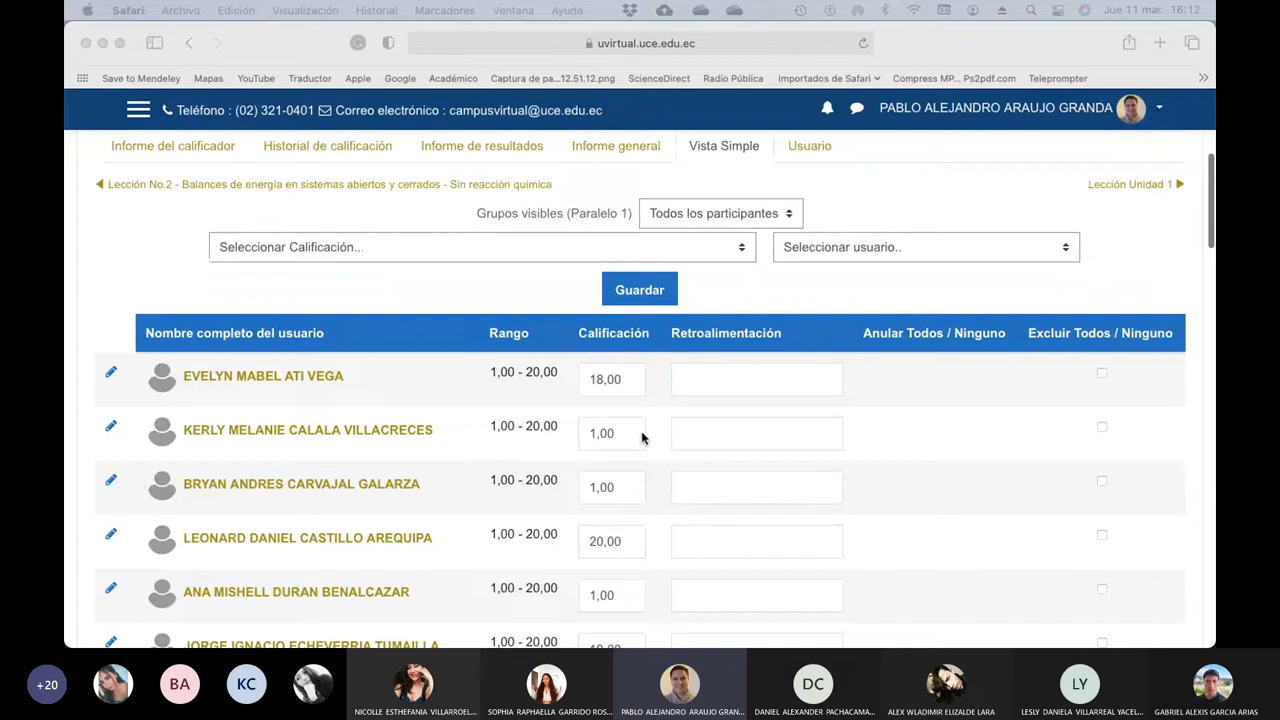 Safari Archivo Edición Visualización Historial Marcadores Ventana Ayuda Jue 11 mar. 16:12
uvirtual.uce.edu.ec
Save to Mendeley Mapas YouTube Traductor Apple Google Académico Captura de pa...12.51.12.png ScienceDirect Radio Pública Importados de Safari Compress MP... Ps2pdf.com Teleprompter
Teléfono : (02) 321-0401 Correo electrónico : campusvirtual@uce.edu.ec PABLO ALEJANDRO ARAUJO GRANDA
Informe del calificador Historial de calificación Informe de resultados Informe general Vista Simple Usuario
Lección No.2 - Balances de energía en sistemas abiertos y cerrados - Sin reacción química Lección Unidad 1
Grupos visibles (Paralelo 1) Todos los participantes
Seleccionar Calificación... Seleccionar usuario..
Guardar
Nombre completo del usuario Rango Calificación Retroalimentación Anular Todos / Ninguno Excluir Todos / Ninguno
EVELYN MABEL ATI VEGA 1,00 - 20,00 18,00
KERLY MELANIE CALALA VILLACRECES 1,00 - 20,00 1,00
BRYAN ANDRES CARVAJAL GALARZA 1,00 - 20,00 1,00
LEONARD DANIEL CASTILLO AREQUIPA 1,00 - 20,00 20,00
ANA MISHELL DURAN BENALCAZAR 1,00 - 20,00 1,00
JORGE IGNACIO ECHEVERRIA TUMAILLA 1,00 - 20,00
+20 BA KC DC LY
NICOLLE ESTHEFANIA VILLARROEL... SOPHIA RAPHAELLA GARRIDO ROS... PABLO ALEJANDRO ARAUJO GRAN... DANIEL ALEXANDER PACHACAMA... ALEX WLADIMIR ELIZALDE LARA LESLY DANIELA VILLARREAL YACEL... GABRIEL ALEXIS GARCIA ARIAS